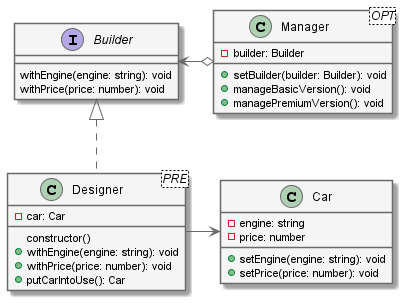 I Builder
withEngine(engine: string): void
withPrice(price: number): void
C Manager
OPT
builder: Builder
setBuilder(builder: Builder): void
manageBasicVersion(): void
managePremiumVersion(): void
C Designer
PRE
car: Car
constructor()
withEngine(engine: string): void
withPrice(price: number): void
putCarIntoUse(): Car
C Car
engine: string
price: number
setEngine(engine: string): void
setPrice(price: number): void